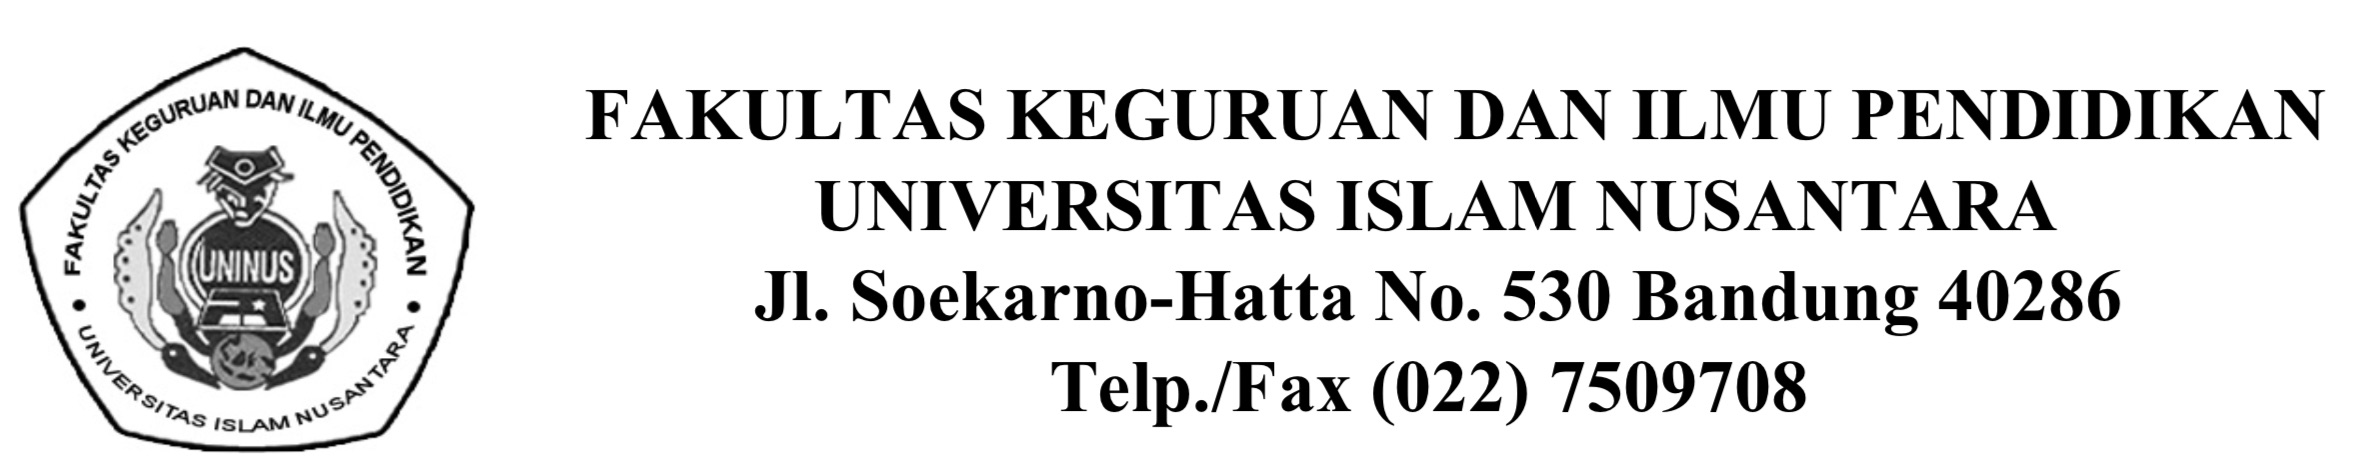 FAKULTAS KEGURUAN DAN ILMU PENDIDIKAN
UNINUS
UNIVERSITAS ISLAM NUSANTARA
FAKULTAS KEGURUAN DAN ILMU PENDIDIKAN
UNIVERSITAS ISLAM NUSANTARA
Jl. Soekarno-Hatta No. 530 Bandung 40286
Telp./Fax (022) 7509708